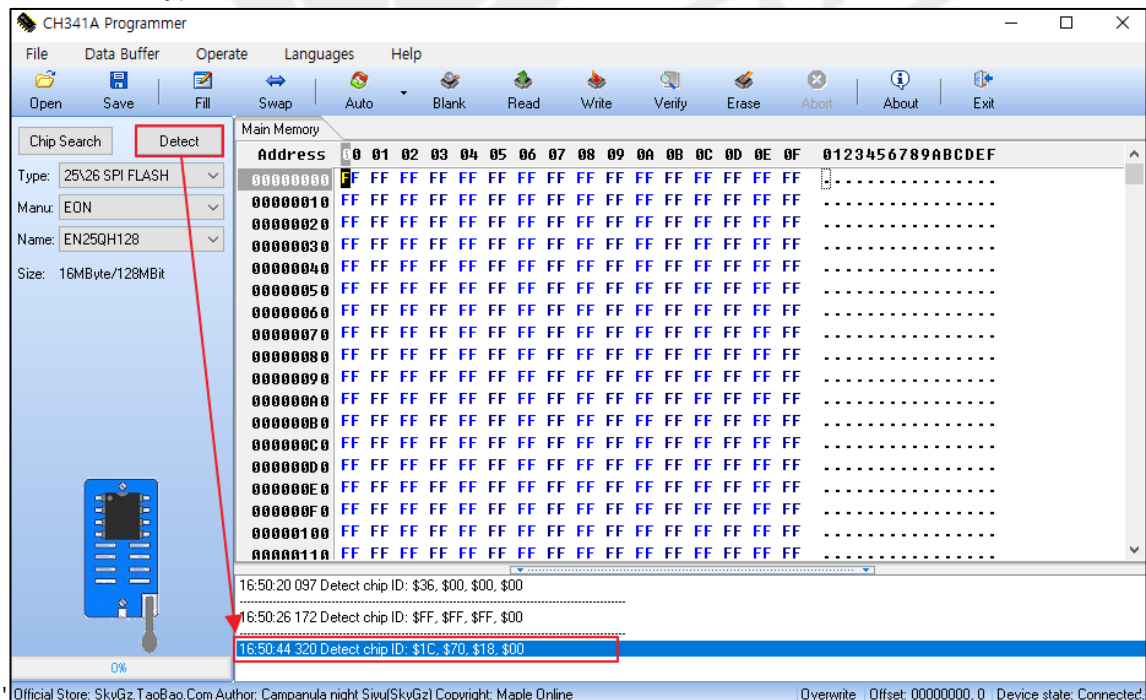 CH341A Programmer
File Data Buffer Operate Languages Help
Open Save Fill Swap Auto Blank Read Write Verify Erase Abort About Exit
Chip Search Detect
Type: 25\26 SPI FLASH
Manu: EON
Name: EN25QH128
Size: 16MByte/128MBit
0%
Main Memory
Address 00 01 02 03 04 05 06 07 08 09 0A 0B 0C 0D 0E 0F 0123456789ABCDEF
00000000 FF FF FF FF FF FF FF FF FF FF FF FF FF FF FF FF ................
00000010 FF FF FF FF FF FF FF FF FF FF FF FF FF FF FF FF ................
00000020 FF FF FF FF FF FF FF FF FF FF FF FF FF FF FF FF ................
00000030 FF FF FF FF FF FF FF FF FF FF FF FF FF FF FF FF ................
00000040 FF FF FF FF FF FF FF FF FF FF FF FF FF FF FF FF ................
00000050 FF FF FF FF FF FF FF FF FF FF FF FF FF FF FF FF ................
00000060 FF FF FF FF FF FF FF FF FF FF FF FF FF FF FF FF ................
00000070 FF FF FF FF FF FF FF FF FF FF FF FF FF FF FF FF ................
00000080 FF FF FF FF FF FF FF FF FF FF FF FF FF FF FF FF ................
00000090 FF FF FF FF FF FF FF FF FF FF FF FF FF FF FF FF ................
000000A0 FF FF FF FF FF FF FF FF FF FF FF FF FF FF FF FF ................
000000B0 FF FF FF FF FF FF FF FF FF FF FF FF FF FF FF FF ................
000000C0 FF FF FF FF FF FF FF FF FF FF FF FF FF FF FF FF ................
000000D0 FF FF FF FF FF FF FF FF FF FF FF FF FF FF FF FF ................
000000E0 FF FF FF FF FF FF FF FF FF FF FF FF FF FF FF FF ................
000000F0 FF FF FF FF FF FF FF FF FF FF FF FF FF FF FF FF ................
00000100 FF FF FF FF FF FF FF FF FF FF FF FF FF FF FF FF ................
00000110 FF FF FF FF FF FF FF FF FF FF FF FF FF FF FF FF ................
16:50:20 097 Detect chip ID: $36, $00, $00, $00
16:50:26 172 Detect chip ID: $FF, $FF, $FF, $00
16:50:44 320 Detect chip ID: $1C, $70, $18, $00
Official Store: SkyGz.TaoBao.Com Author: Campanula night Siyu(SkyGz) Copyright: Maple Online Overwrite Offset: 00000000, 0 Device state: Connected.